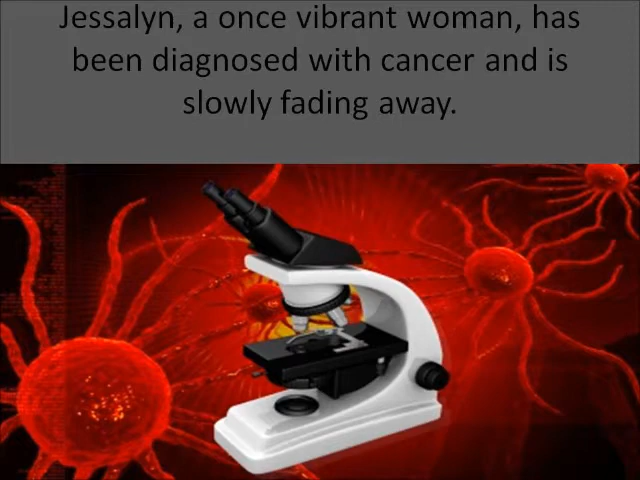 Jessalyn, a once vibrant woman, has
been diagnosed with cancer and is
slowly fading away.